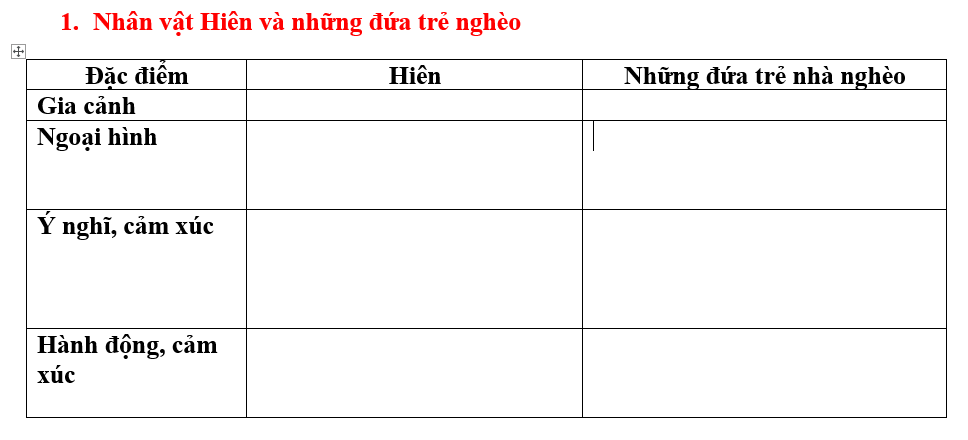 1. Nhân vật Hiên và những đứa trẻ nghèo
Đặc điểm Hiên Những đứa trẻ nhà nghèo
Gia cảnh
Ngoại hình
Ý nghĩ, cảm xúc
Hành động, cảm
xúc